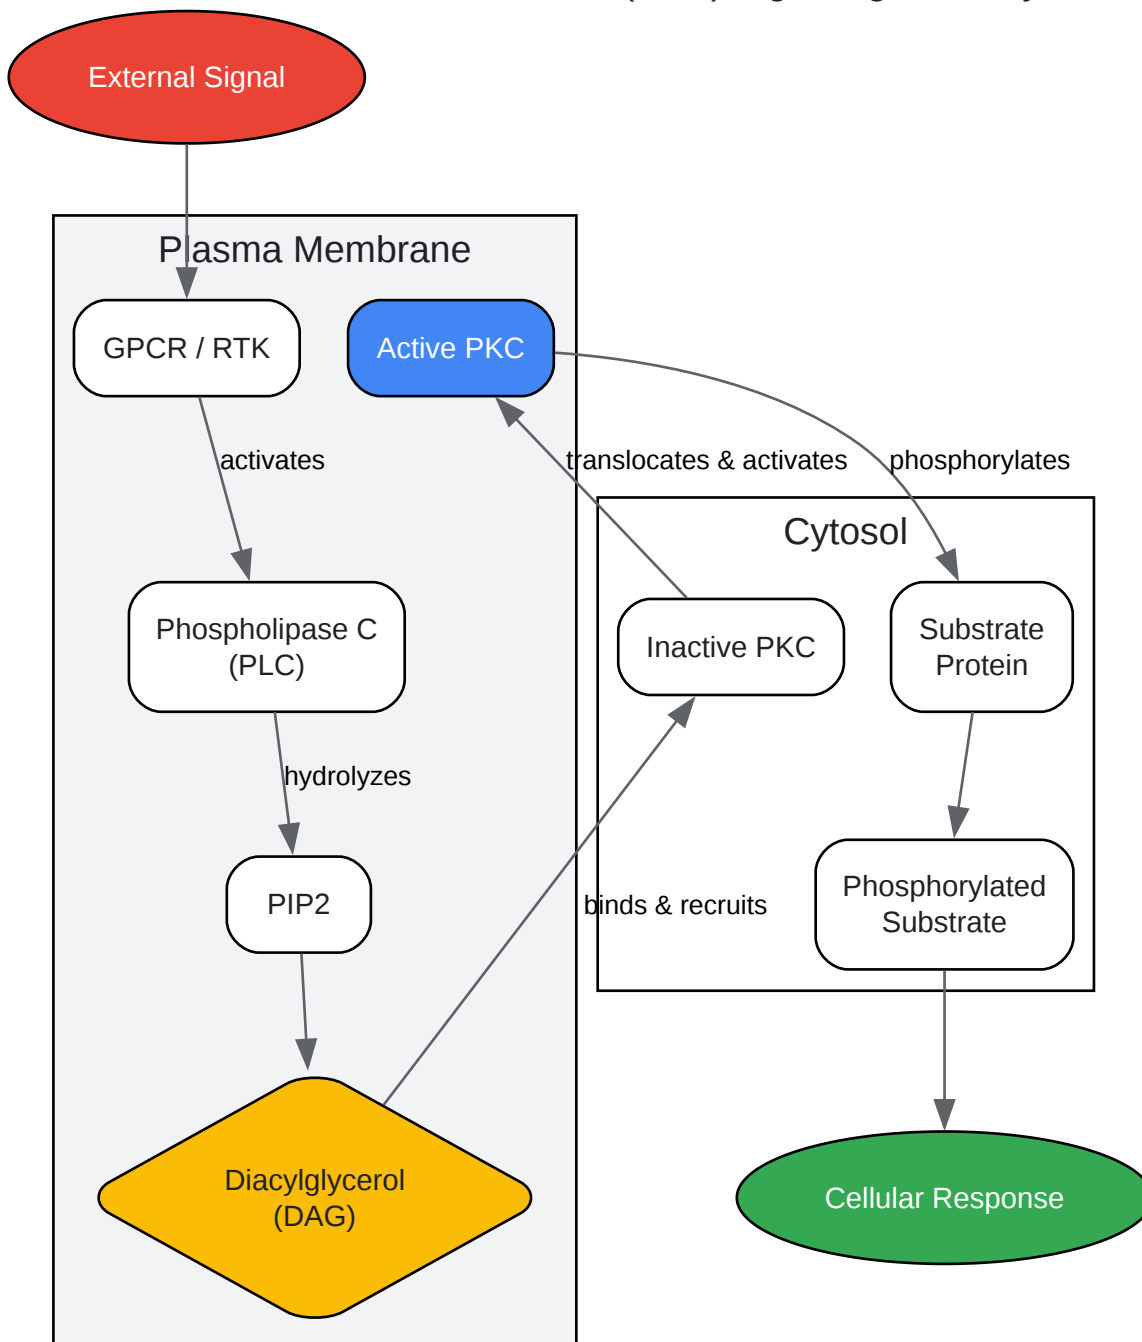 External Signal
Plasma Membrane
GPCR / RTK
Active PKC
activates
translocates & activates
phosphorylates
Cytosol
Phospholipase C
(PLC)
Inactive PKC
Substrate
Protein
hydrolyzes
PIP2
binds & recruits
Phosphorylated
Substrate
Diacylglycerol
(DAG)
Cellular Response